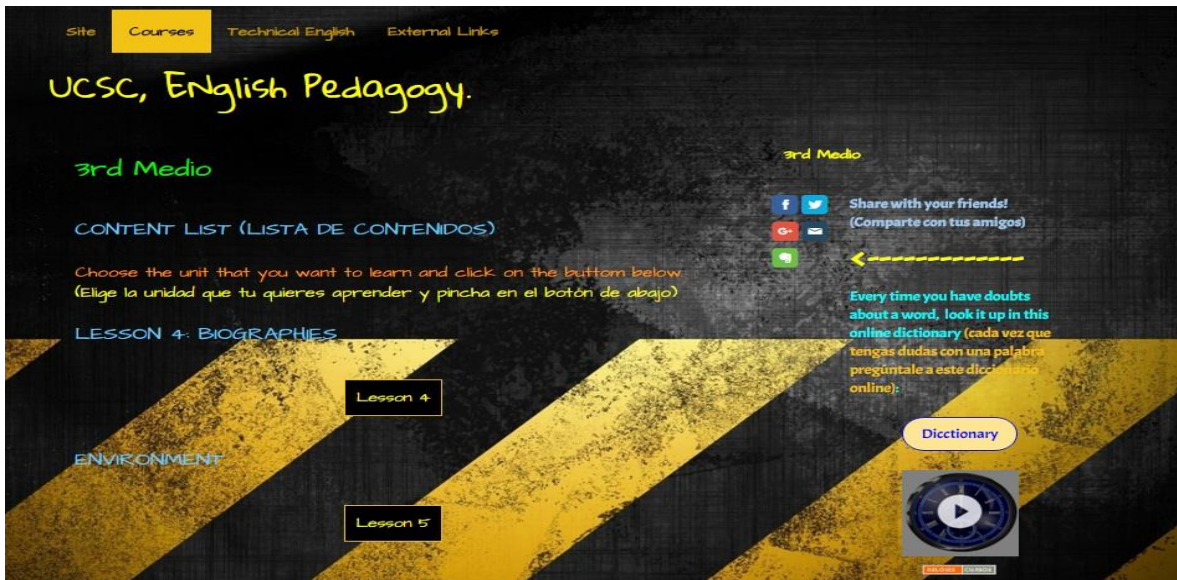 Site Courses Technical English External Links
UCSC, English Pedagogy.
3rd Medio
CONTENT LIST (LISTA DE CONTENIDOS)
Choose the unit that you want to learn and click on the buttom below
(Elige la unidad que tu quieres aprender y pincha en el botón de abajo)
LESSON 4: BIOGRAPHIES
Lesson 4
ENVIRONMENT
Lesson 5
3rd Medio
Share with your friends!
(Comparte con tus amigos)
Every time you have doubts
about a word, look it up in this
online dictionary (cada vez que
tengas dudas con una palabra
pregúntale a este diccionario
online):
Dicctionary
RELOJES CURSOS